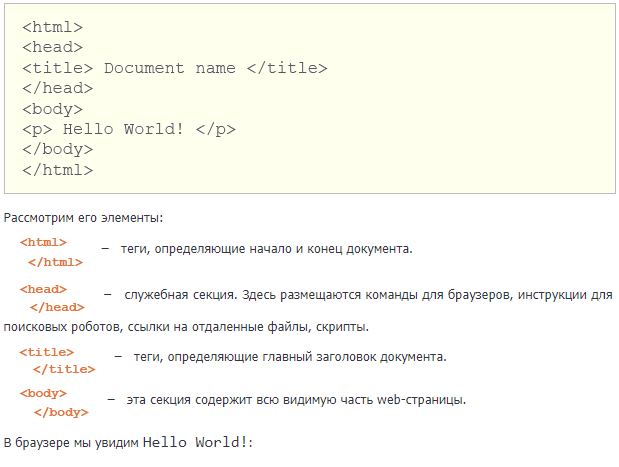 <html>
<head>
<title> Document name </title>
</head>
<body>
<p> Hello World! </p>
</body>
</html>
Рассмотрим его элементы:
<html>
</html> – теги, определяющие начало и конец документа.
<head>
</head> – служебная секция. Здесь размещаются команды для браузеров, инструкции для
поисковых роботов, ссылки на отдаленные файлы, скрипты.
<title>
</title> – теги, определяющие главный заголовок документа.
<body>
</body> – эта секция содержит всю видимую часть web-страницы.
В браузере мы увидим Hello World!: